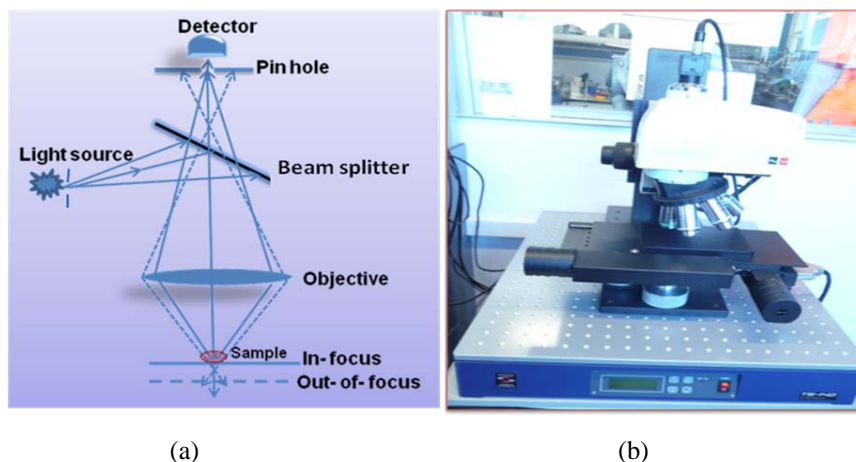 Detector
Pin hole
Light source
Beam splitter
Objective
Sample
In-focus
Out-of-focus
(a)
(b)